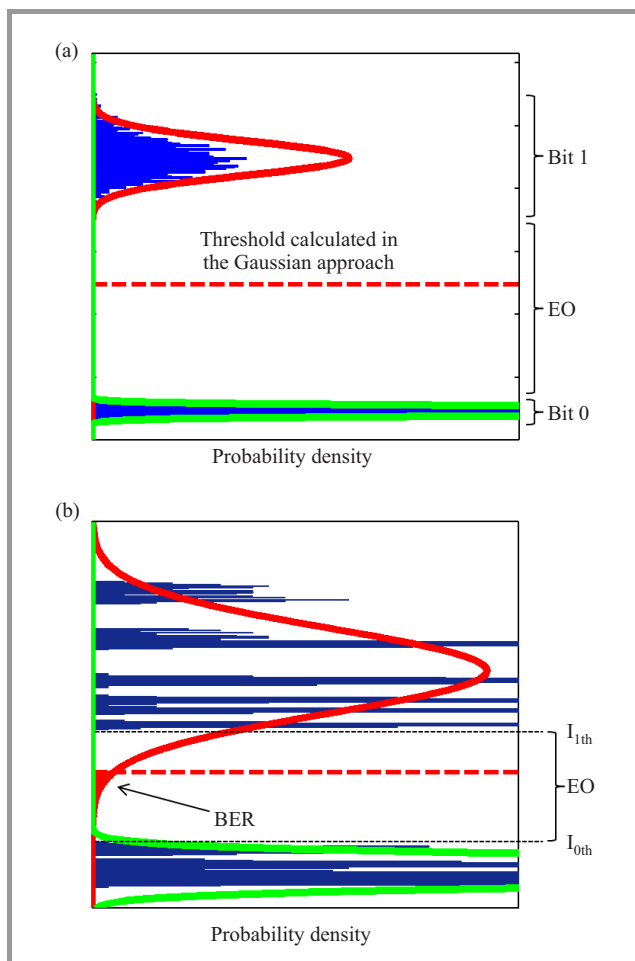 (a)
Bit 1
Threshold calculated in
the Gaussian approach
EO
Bit 0
Probability density
(b)
I1th
EO
BER
I0th
Probability density